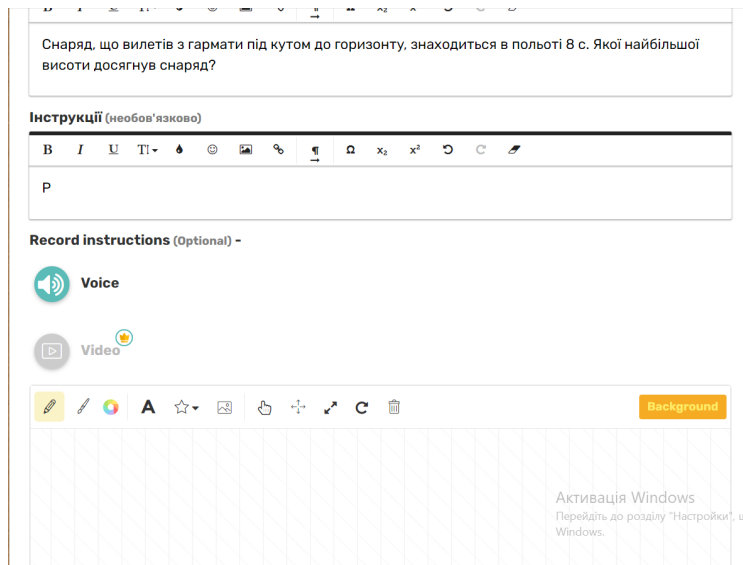 Снаряд, що вилетів з гармати під кутом до горизонту, знаходиться в польоті 8 с. Якої найбільшої
висоти досягнув снаряд?
Інструкції (необов'язково)
B I U T! Ω x₂ x²
Р
Record instructions (Optional) -
Voice
Video
A Background
Активація Windows
Перейдіть до розділу "Настройки",
Windows.